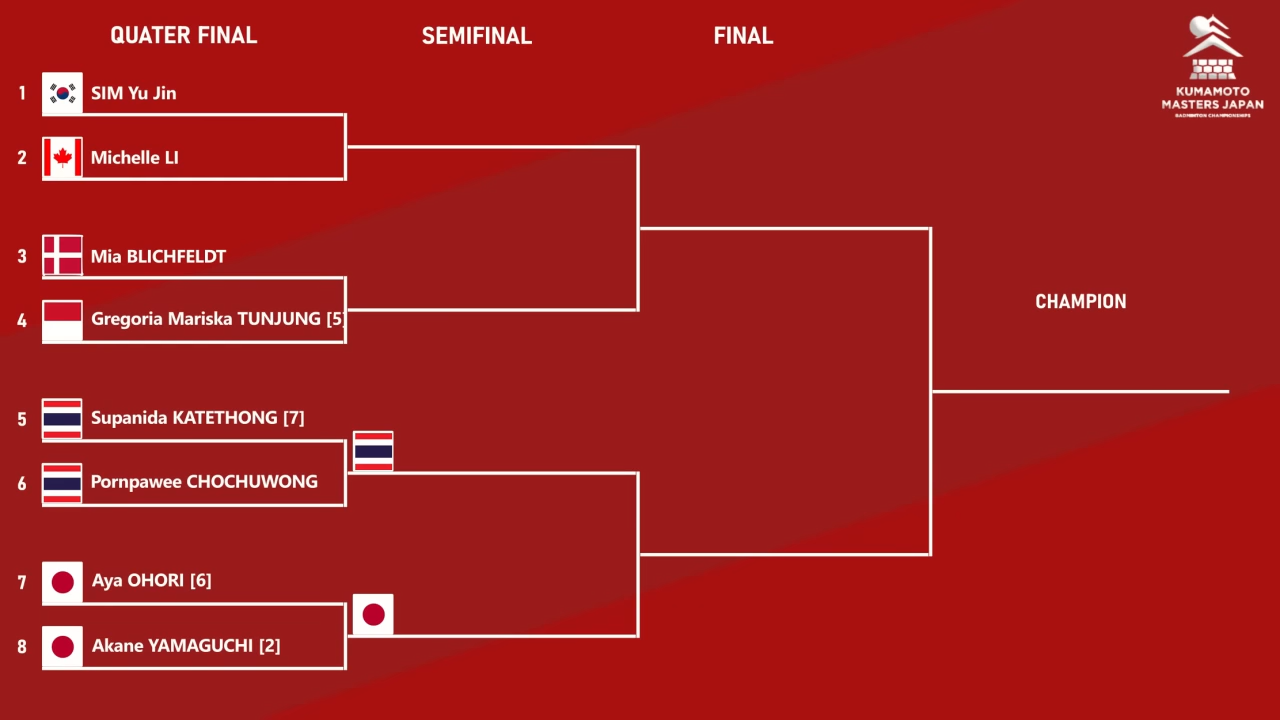 QUATER FINAL
SEMIFINAL
FINAL
KUMAMOTO
MASTERS JAPAN
BADMINTON CHAMPIONSHIPS
1 SIM Yu Jin
2 Michelle LI
3 Mia BLICHFELDT
4 Gregoria Mariska TUNJUNG [5]
CHAMPION
5 Supanida KATETHONG [7]
6 Pornpawee CHOCHUWONG
7 Aya OHORI [6]
8 Akane YAMAGUCHI [2]